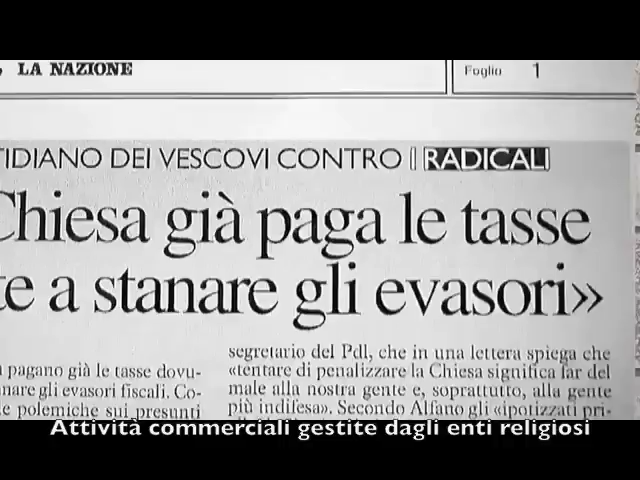 LA NAZIONE
Foglio 1
TIDIANO DEI VESCOVI CONTRO I RADICALI
Chiesa già paga le tasse
te a stanare gli evasori»
pagano già le tasse dovu-
nare gli evasori fiscali. Co-
le polemiche sui presunti
segretario del Pdl, che in una lettera spiega che
«tentare di penalizzare la Chiesa significa far del
male alla nostra gente e, soprattutto, alla gente
più indifesa». Secondo Alfano gli «ipotizzati pri-
Attività commerciali gestite dagli enti religiosi